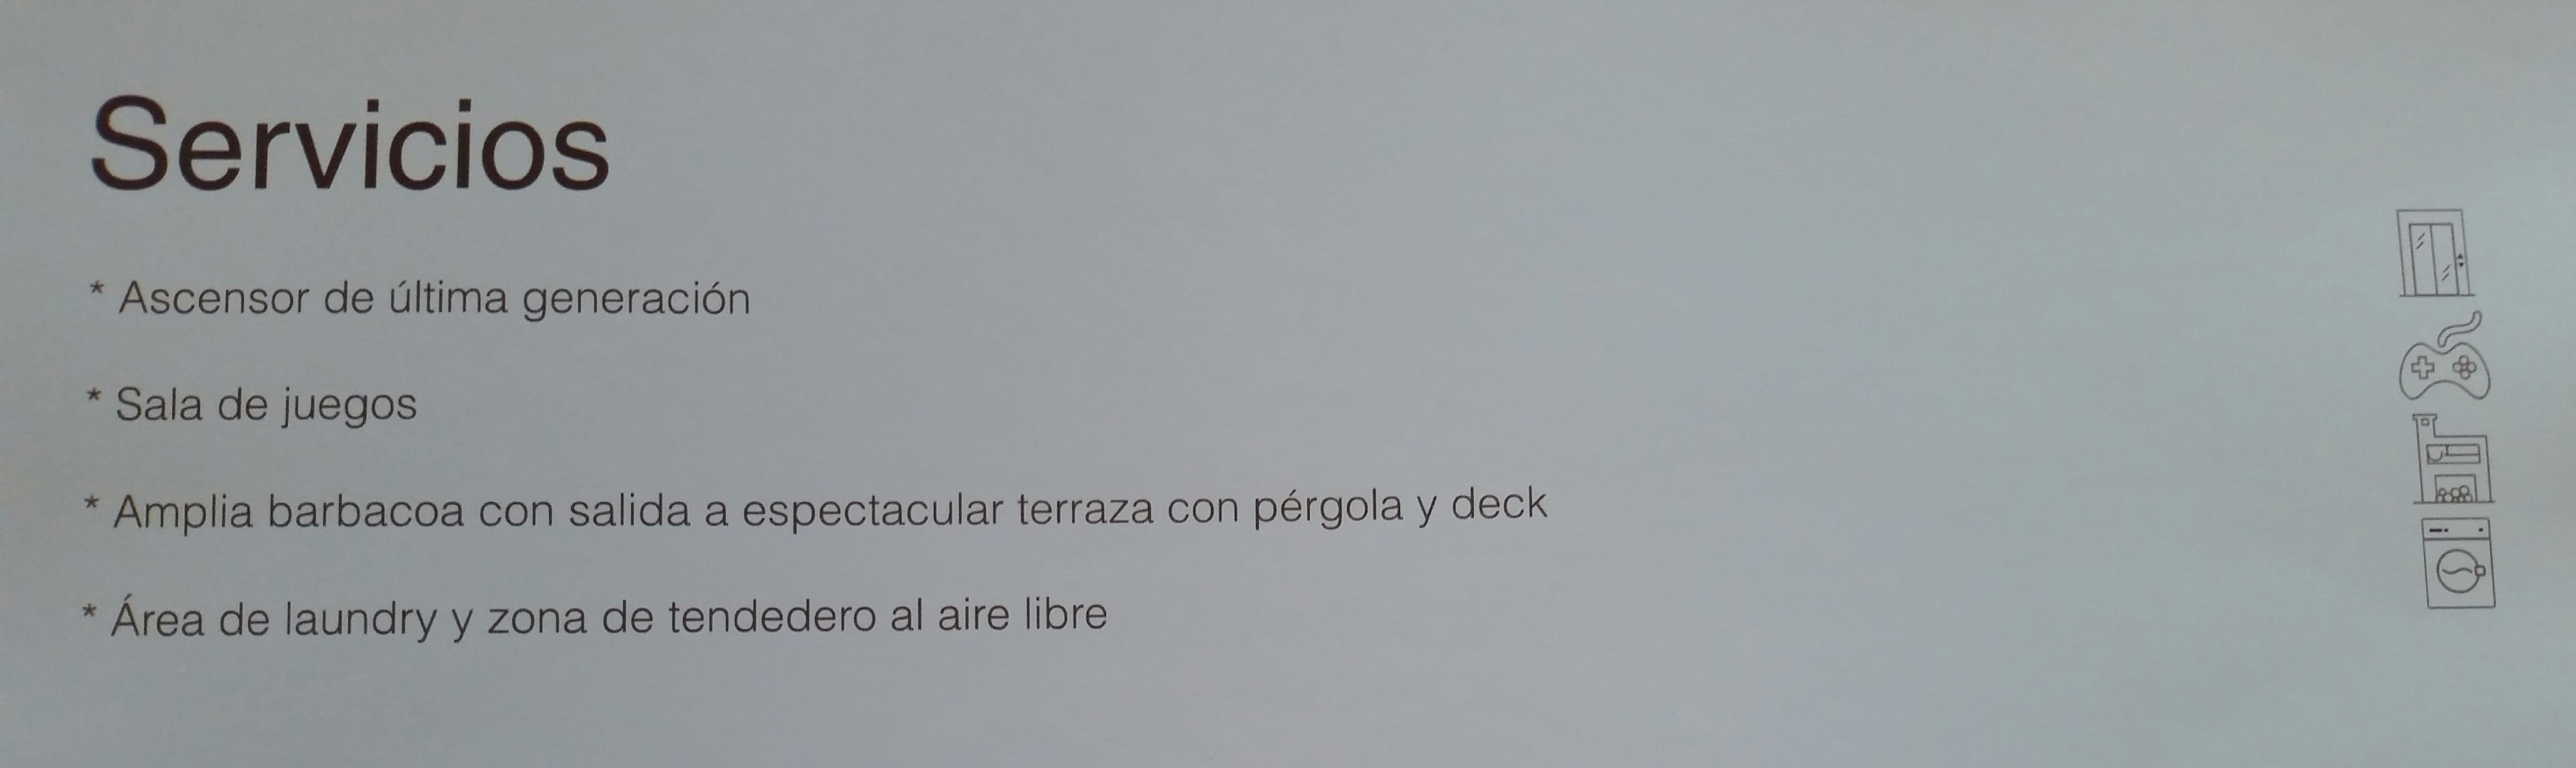 Servicios
* Ascensor de última generación
* Sala de juegos
* Amplia barbacoa con salida a espectacular terraza con pérgola y deck
* Área de laundry y zona de tendedero al aire libre